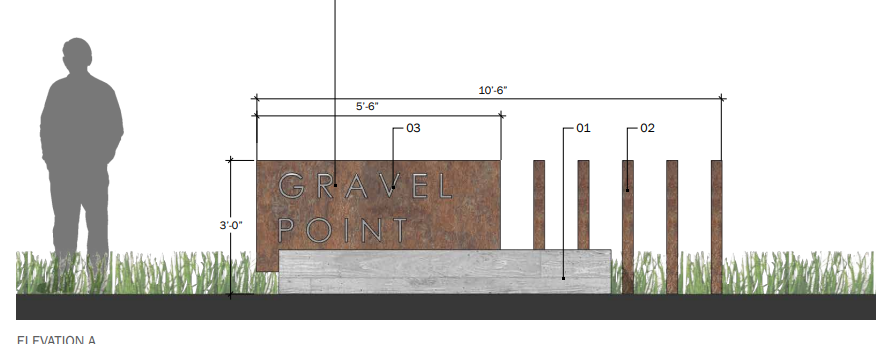 10'-6"
5'-6"
03
01
02
GRAVEL
POINT
3'-0"
ELEVATION A